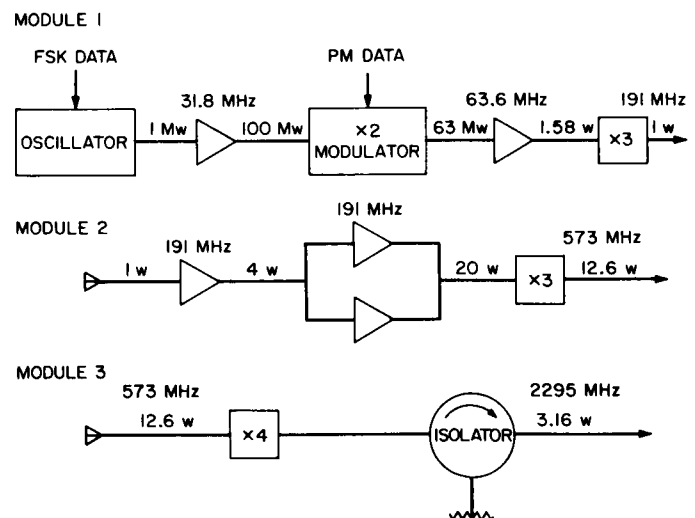 MODULE 1
FSK DATA
PM DATA
31.8 MHz
63.6 MHz
191 MHz
OSCILLATOR
1 Mw
100 Mw
×2
MODULATOR
63 Mw
1.58 w
×3
1 w
MODULE 2
191 MHz
191 MHz
573 MHz
1 w
4 w
20 w
×3
12.6 w
MODULE 3
573 MHz
2295 MHz
12.6 w
×4
ISOLATOR
3.16 w